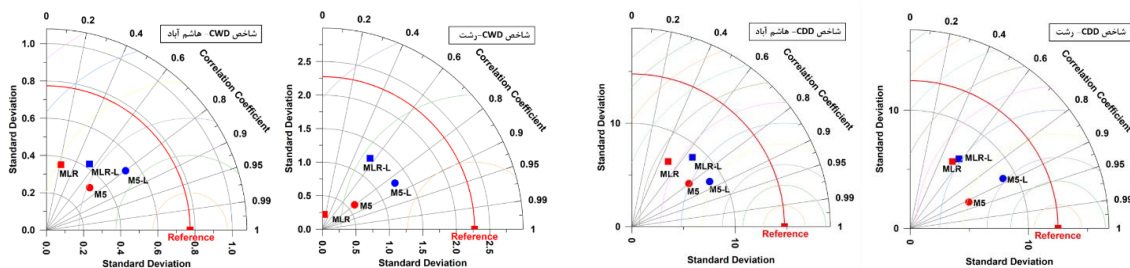 شاخص CWD- هاشم آباد
0
0.2
0.4
0.6
0.8
0.9
0.95
0.99
1
Correlation Coefficient
Standard Deviation
1.0
0.8
0.6
0.4
0.2
0.0
MLR
MLR-L
M5-L
M5
Reference
0.0
0.2
0.4
0.6
0.8
1.0
Standard Deviation
شاخص CWD-رشت
0
0.2
0.4
0.6
0.8
0.9
0.95
0.99
1
Correlation Coefficient
Standard Deviation
2.5
2.0
1.5
1.0
0.5
0.0
MLR-L
M5-L
M5
MLR
Reference
0.0
0.5
1.0
1.5
2.0
2.5
Standard Deviation
شاخص CDD- هاشم آباد
0
0.2
0.4
0.6
0.8
0.9
0.95
0.99
1
Correlation Coefficient
Standard Deviation
10
0
MLR
MLR-L
M5
M5-L
Reference
10
Standard Deviation
شاخص CDD- رشت
0
0.2
0.4
0.6
0.8
0.9
0.95
0.99
1
Correlation Coefficient
Standard Deviation
10
0
MLR-L
MLR
M5-L
M5
Reference
10
Standard Deviation